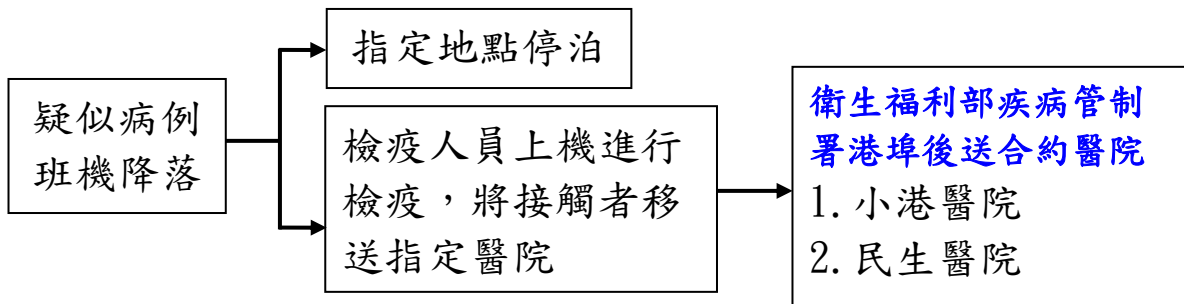 疑似病例
班機降落
指定地點停泊
檢疫人員上機進行
檢疫，將接觸者移
送指定醫院
衛生福利部疾病管制
署港埠後送合約醫院
1.小港醫院
2.民生醫院